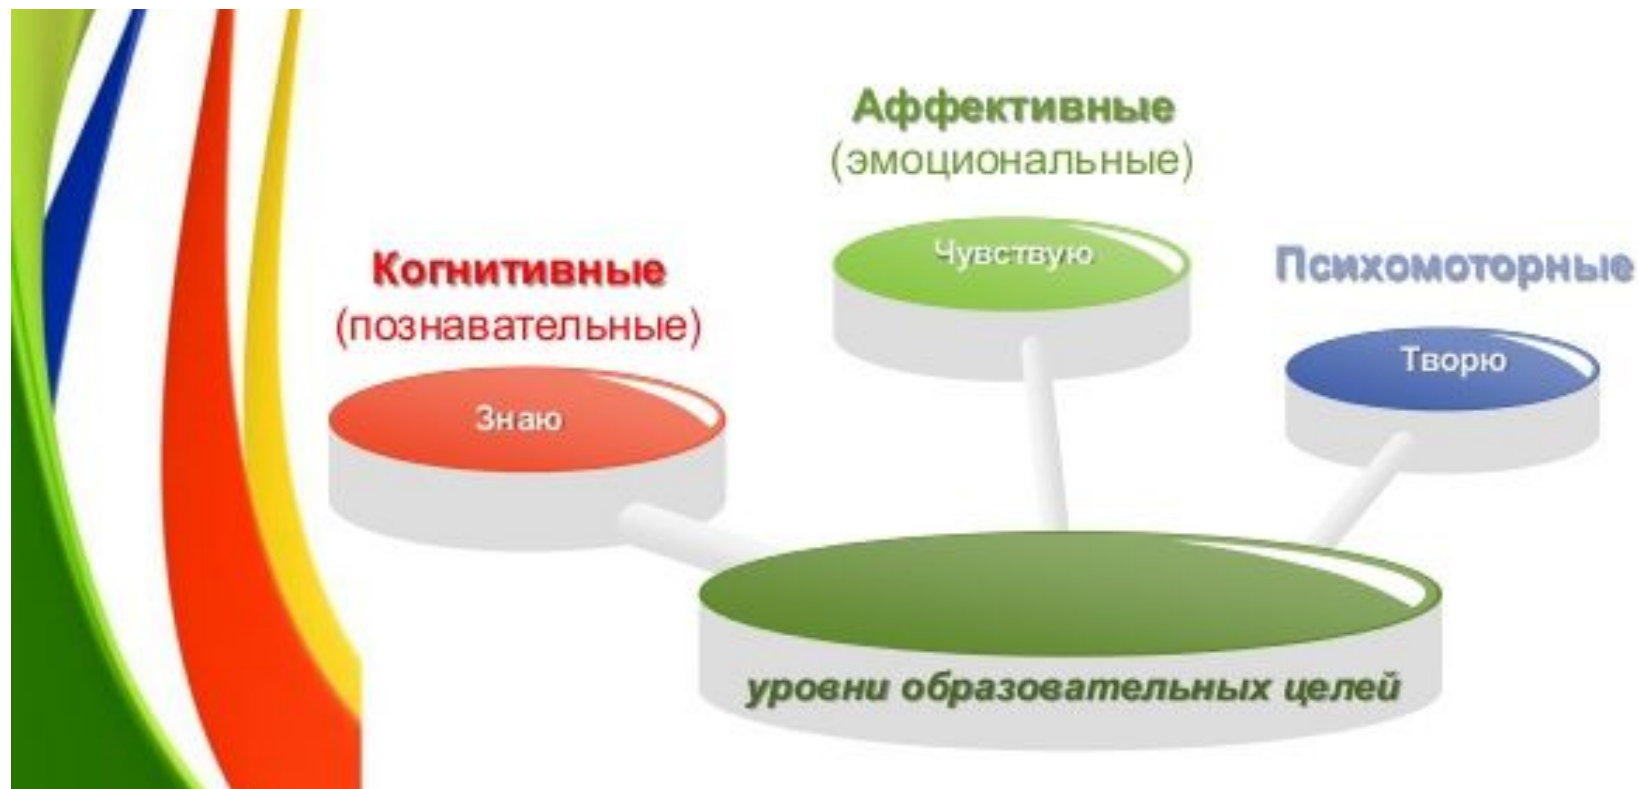 Аффективные
(эмоциональные)
Чувствую
Когнитивные
(познавательные)
Знаю
Психомоторные
Творю
уровни образовательных целей